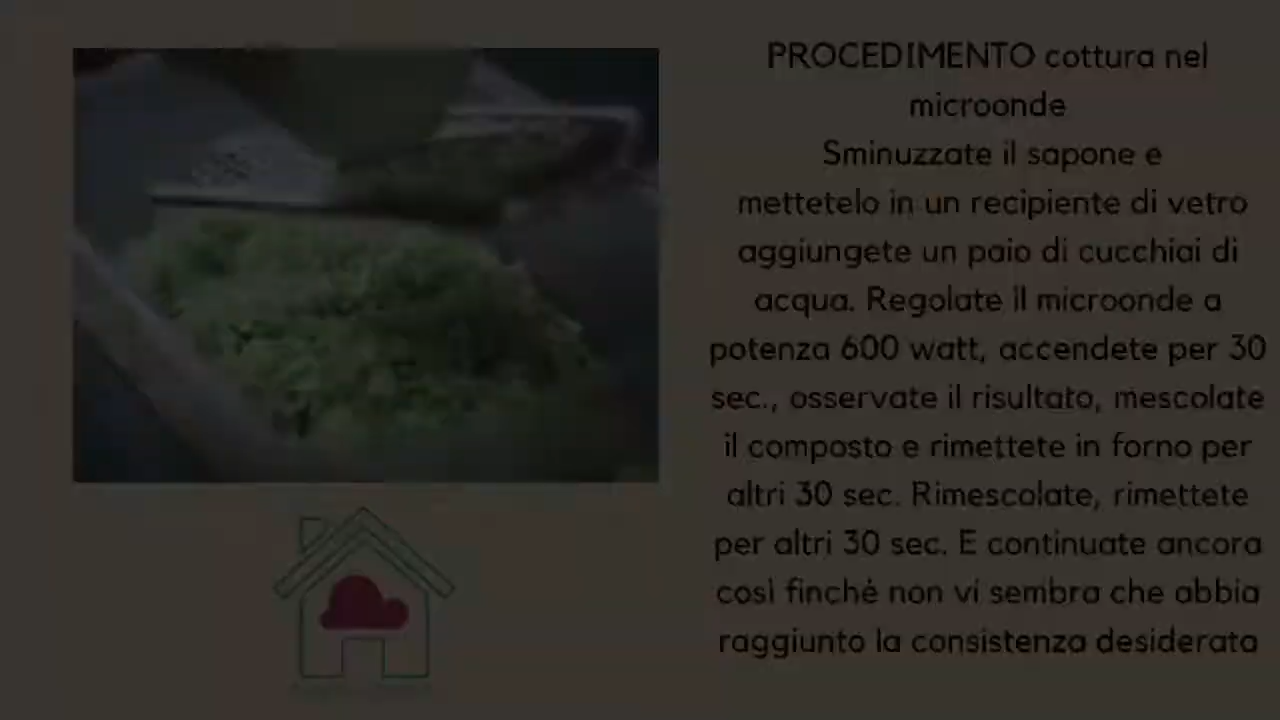 PROCEDIMENTO cottura nel
microonde
Sminuzzate il sapone e
mettetelo in un recipiente di vetro
aggiungete un paio di cucchiai di
acqua. Regolate il microonde a
potenza 600 watt, accendete per 30
sec., osservate il risultato, mescolate
il composto e rimettete in forno per
altri 30 sec. Rimescolate, rimettete
per altri 30 sec. E continuate ancora
così finchè non vi sembra che abbia
raggiunto la consistenza desiderata